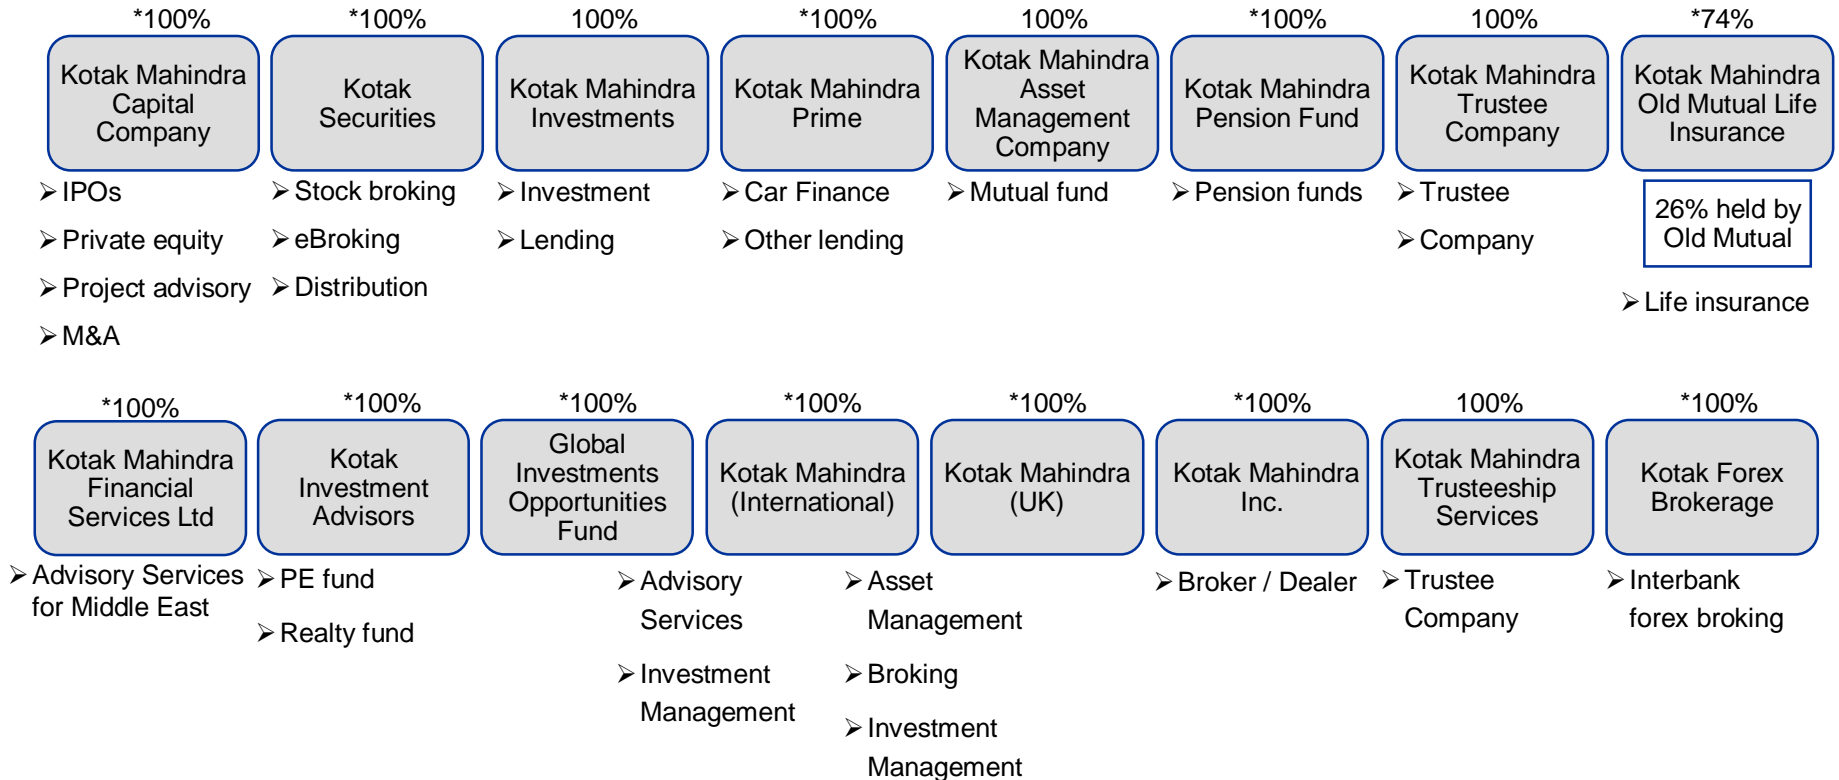 *100%
*100%
100%
*100%
100%
*100%
100%
*74%
Kotak Mahindra
Capital
Company
Kotak
Securities
Kotak Mahindra
Investments
Kotak Mahindra
Prime
Kotak Mahindra
Asset
Management
Company
Kotak Mahindra
Pension Fund
Kotak Mahindra
Trustee
Company
Kotak Mahindra
Old Mutual Life
Insurance
➢ IPOs
➢ Private equity
➢ Project advisory
➢ M&A
➢ Stock broking
➢ eBroking
➢ Distribution
➢ Investment
➢ Lending
➢ Car Finance
➢ Other lending
➢ Mutual fund
➢ Pension funds
➢ Trustee
➢ Company
26% held by
Old Mutual
➢ Life insurance
*100%
*100%
*100%
*100%
*100%
*100%
100%
*100%
Kotak Mahindra
Financial
Services Ltd
Kotak
Investment
Advisors
Global
Investments
Opportunities
Fund
Kotak Mahindra
(International)
Kotak Mahindra
(UK)
Kotak Mahindra
Inc.
Kotak Mahindra
Trusteeship
Services
Kotak Forex
Brokerage
➢ Advisory Services
for Middle East
➢ PE fund
➢ Realty fund
➢ Advisory
Services
➢ Investment
Management
➢ Asset
Management
➢ Broking
➢ Investment
Management
➢ Broker / Dealer
➢ Trustee
Company
➢ Interbank
forex broking